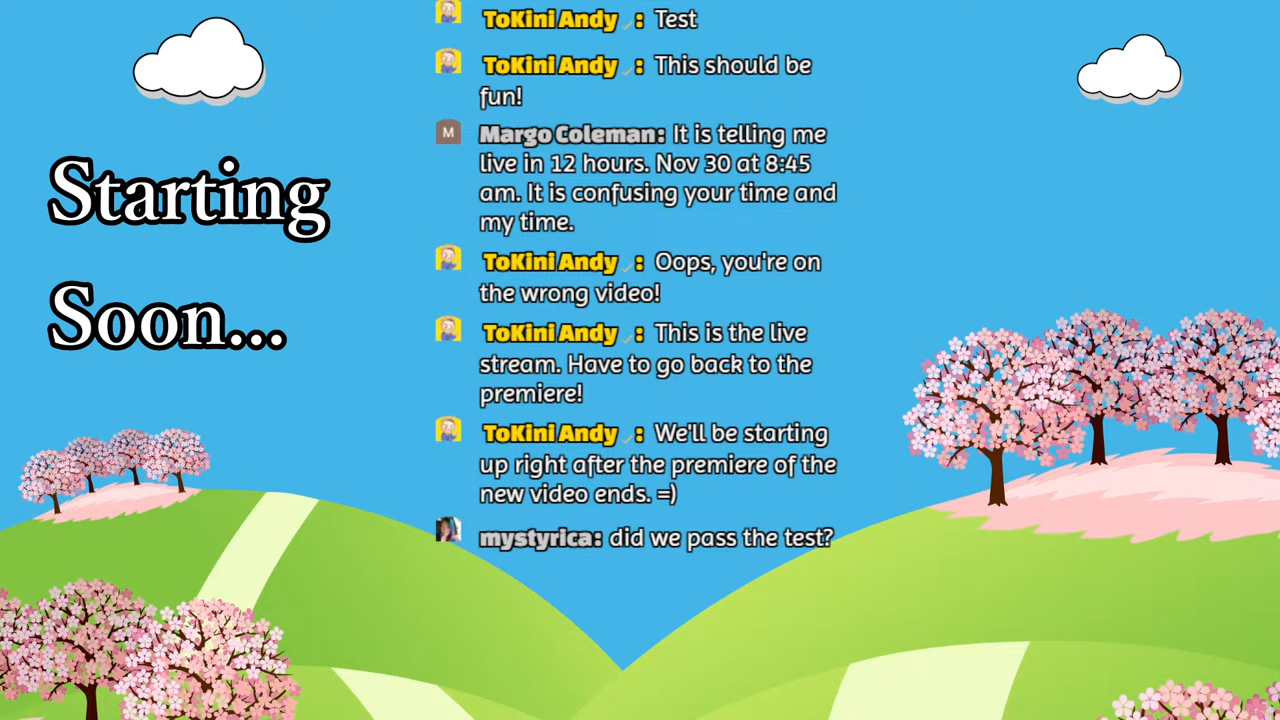 ToKini Andy : Test
ToKini Andy : This should be
fun!
M Margo Coleman: It is telling me
live in 12 hours. Nov 30 at 8:45
am. It is confusing your time and
my time.
ToKini Andy : Oops, you're on
the wrong video!
ToKini Andy : This is the live
stream. Have to go back to the
premiere!
ToKini Andy : We'll be starting
up right after the premiere of the
new video ends. =)
mystyrica: did we pass the test?
Starting
Soon...